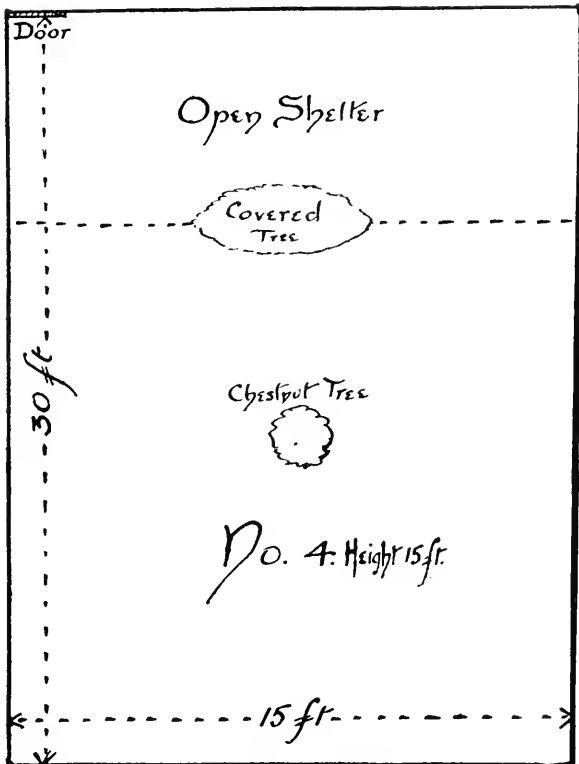 Door
Open Shelter
Covered
Tree
30 ft
Chestnut Tree
No. 4: Height 15 ft.
15 ft